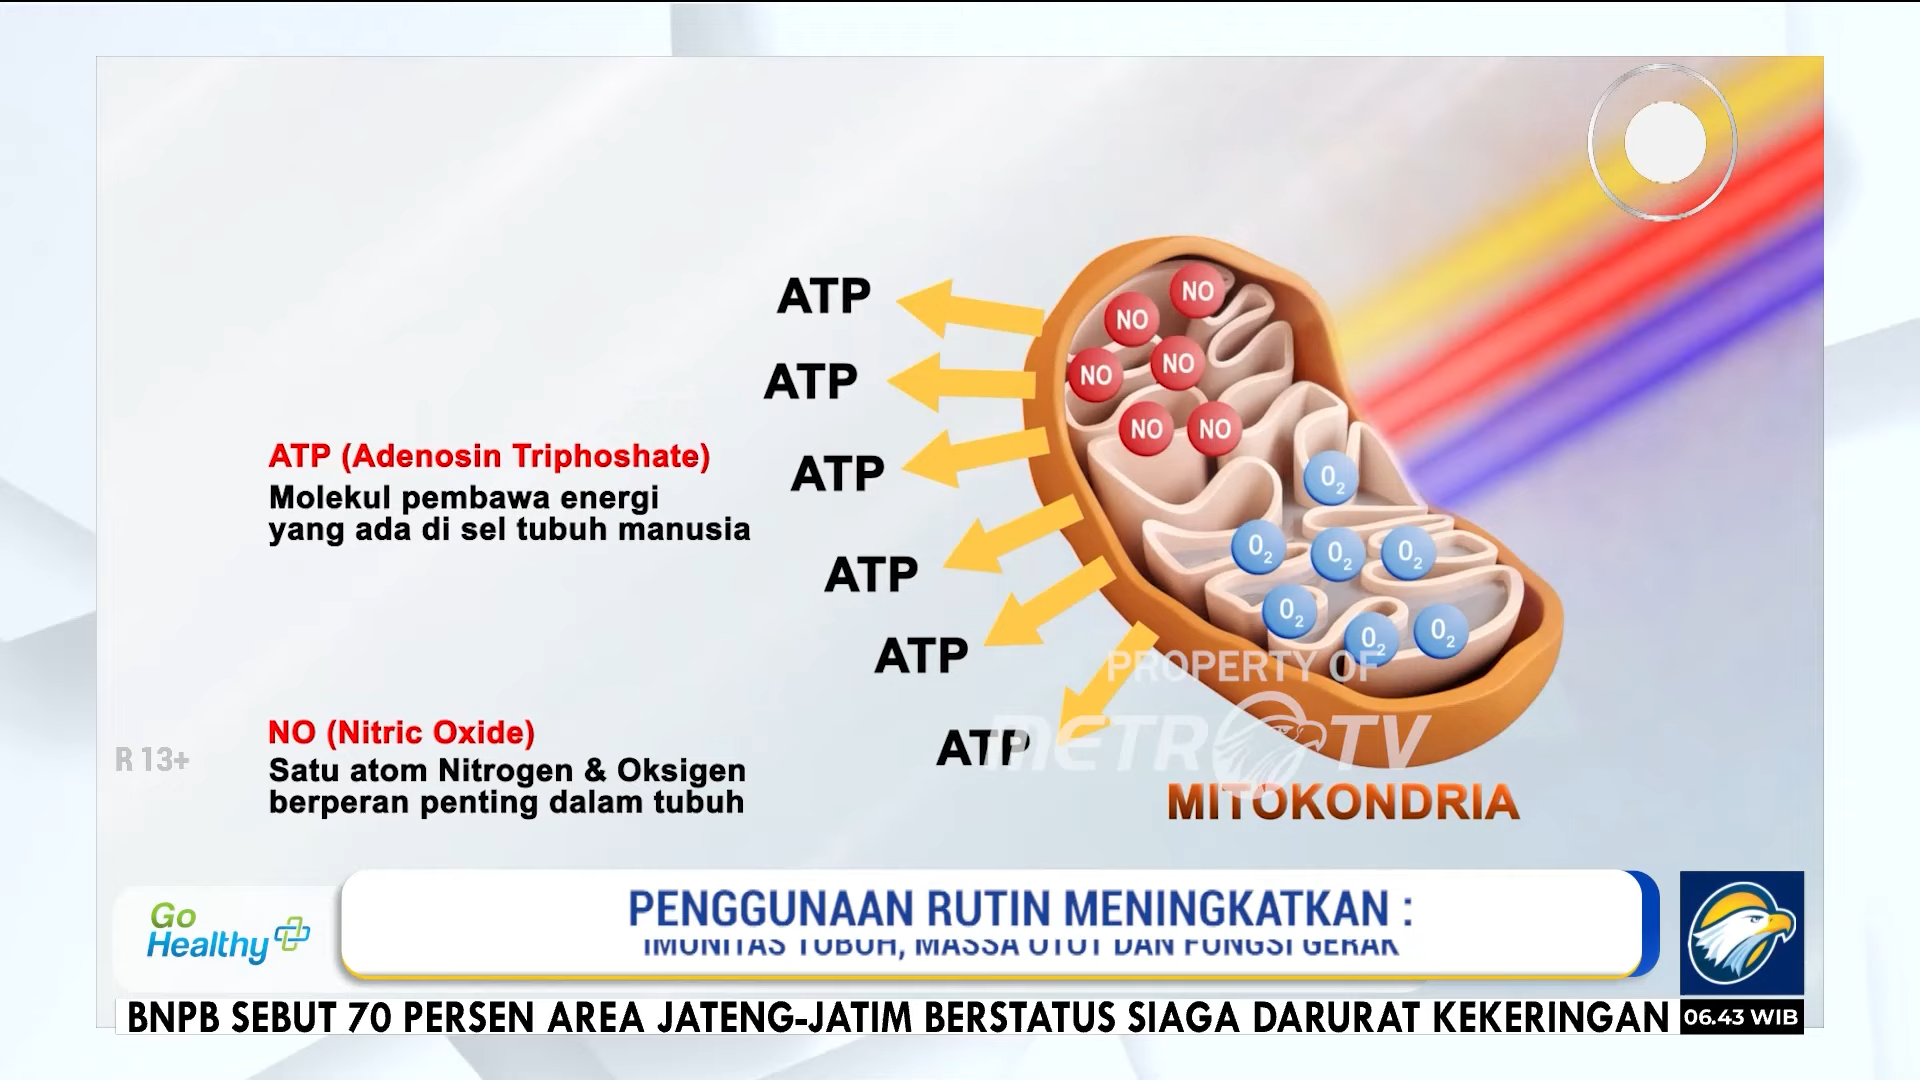 ATP
ATP
ATP
ATP
ATP
ATP
NO
NO
NO
NO
NO
NO
O2
O2
O2
O2
O2
O2
O2
ATP (Adenosin Triphoshate)
Molekul pembawa energi
yang ada di sel tubuh manusia
NO (Nitric Oxide)
Satu atom Nitrogen & Oksigen
berperan penting dalam tubuh
R 13+
PROPERTY OF
METRO TV
MITOKONDRIA
Go
Healthy
PENGGUNAAN RUTIN MENINGKATKAN :
IMUNITAS TUBUH, MASSA OTOT DAN FUNGSI GERAK
BNPB SEBUT 70 PERSEN AREA JATENG-JATIM BERSTATUS SIAGA DARURAT KEKERINGAN
06.43 WIB